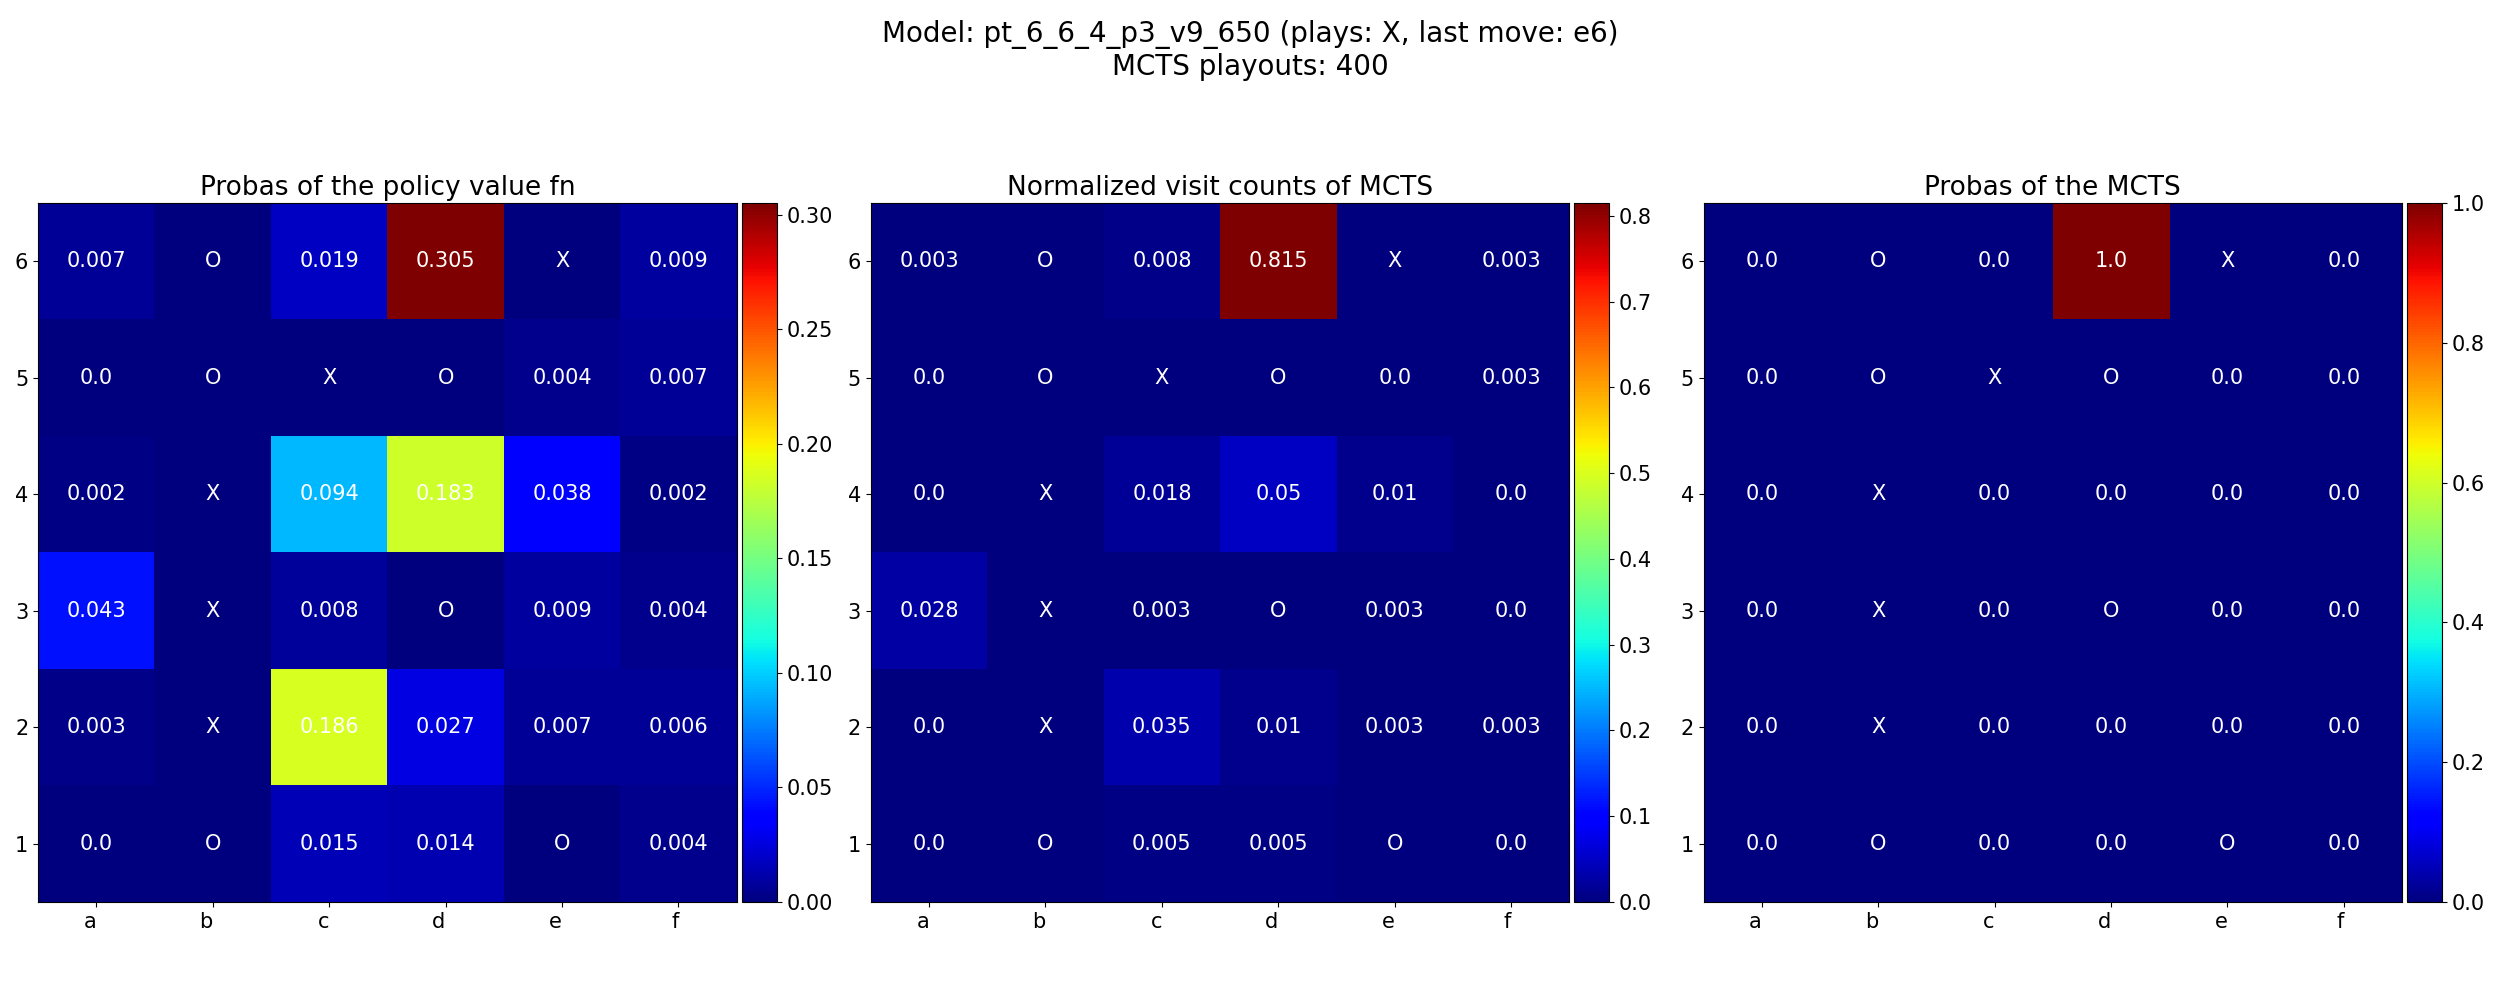 Model: pt_6_6_4_p3_v9_650 (plays: X, last move: e6)
MCTS playouts: 400
Probas of the policy value fn
6 0.007 O 0.019 0.305 X 0.009
5 0.0 O X O 0.004 0.007
4 0.002 X 0.094 0.183 0.038 0.002
3 0.043 X 0.008 O 0.009 0.004
2 0.003 X 0.186 0.027 0.007 0.006
1 0.0 O 0.015 0.014 O 0.004
a b c d e f
0.30
0.25
0.20
0.15
0.10
0.05
0.00
Normalized visit counts of MCTS
6 0.003 O 0.008 0.815 X 0.003
5 0.0 O X O 0.0 0.003
4 0.0 X 0.018 0.05 0.01 0.0
3 0.028 X 0.003 O 0.003 0.0
2 0.0 X 0.035 0.01 0.003 0.003
1 0.0 O 0.005 0.005 O 0.0
a b c d e f
0.8
0.7
0.6
0.5
0.4
0.3
0.2
0.1
0.0
Probas of the MCTS
6 0.0 O 0.0 1.0 X 0.0
5 0.0 O X O 0.0 0.0
4 0.0 X 0.0 0.0 0.0 0.0
3 0.0 X 0.0 O 0.0 0.0
2 0.0 X 0.0 0.0 0.0 0.0
1 0.0 O 0.0 0.0 O 0.0
a b c d e f
1.0
0.8
0.6
0.4
0.2
0.0